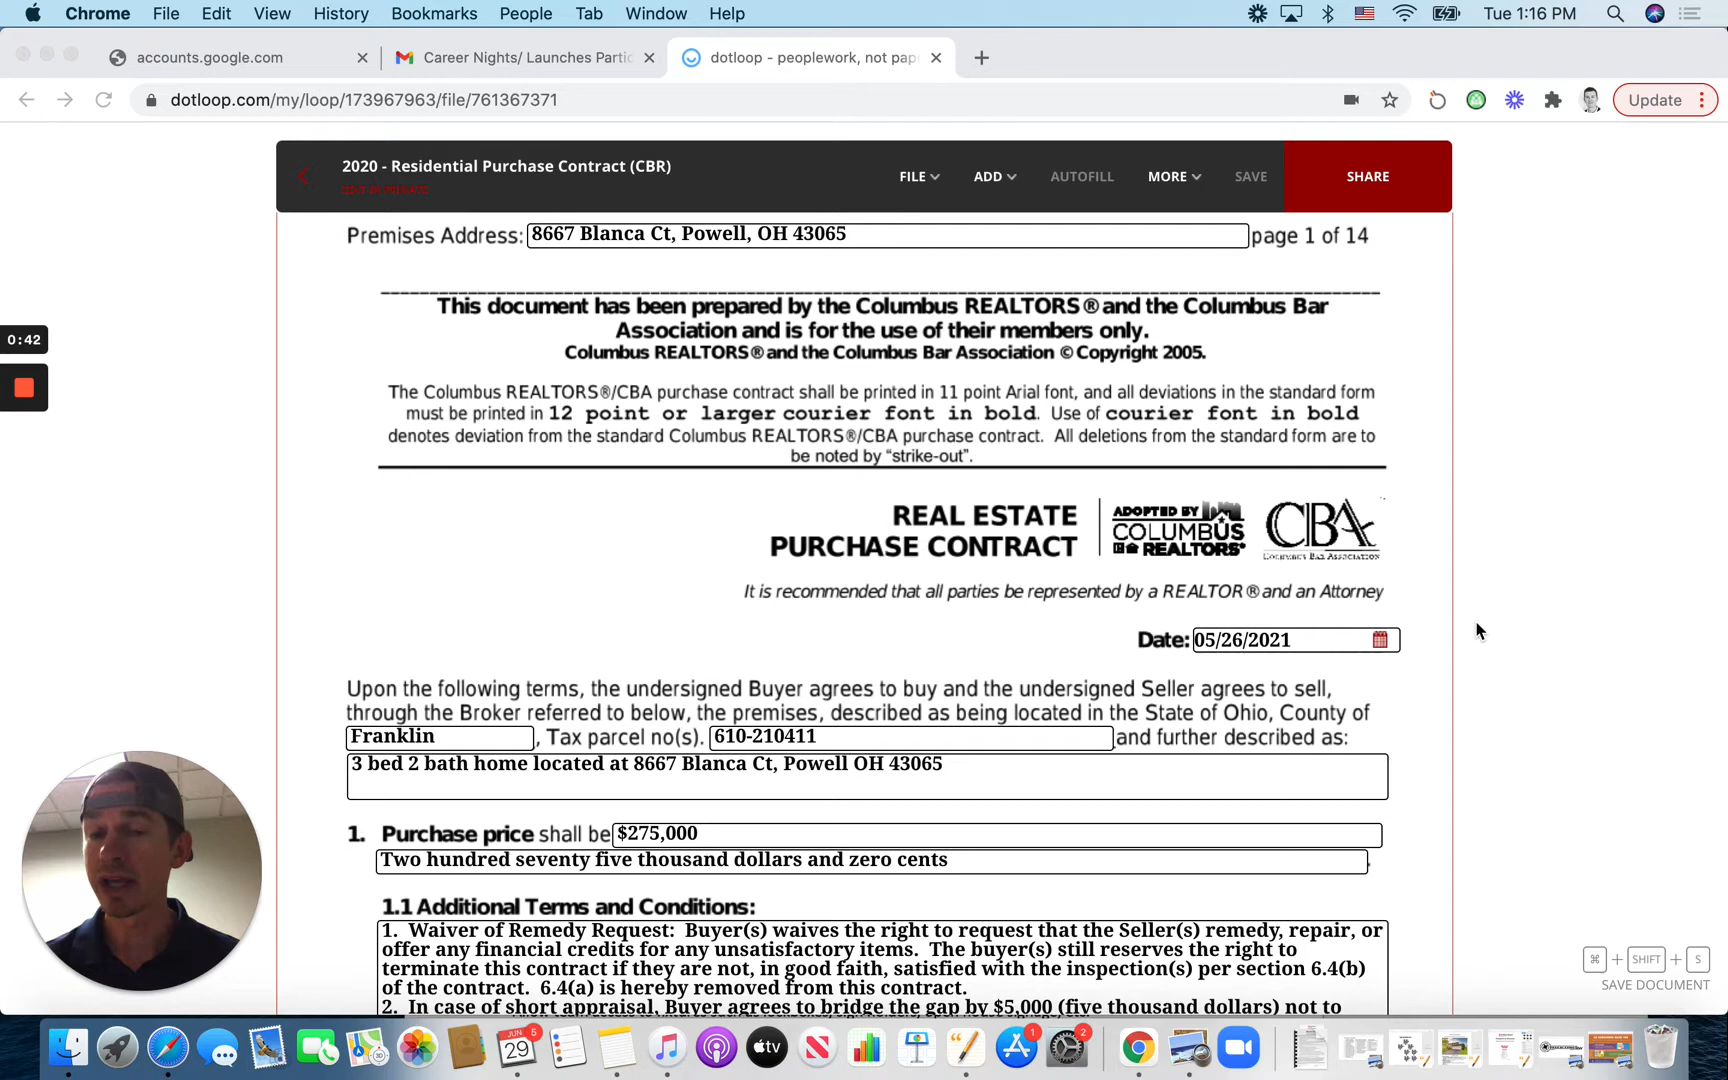 Chrome File Edit View History Bookmarks People Tab Window Help Tue 1:16 PM
accounts.google.com Career Nights/ Launches Partic dotloop - peoplework, not pap
dotloop.com/my/loop/173967963/file/761367371 Update
2020 - Residential Purchase Contract (CBR)
FILE ADD AUTOFILL MORE SAVE SHARE
Premises Address: 8667 Blanca Ct, Powell, OH 43065 page 1 of 14
This document has been prepared by the Columbus REALTORS® and the Columbus Bar
Association and is for the use of their members only.
Columbus REALTORS® and the Columbus Bar Association © Copyright 2005.
0:42
The Columbus REALTORS®/CBA purchase contract shall be printed in 11 point Arial font, and all deviations in the standard form
must be printed in 12 point or larger courier font in bold. Use of courier font in bold
denotes deviation from the standard Columbus REALTORS®/CBA purchase contract. All deletions from the standard form are to
be noted by “strike-out”.
REAL ESTATE
PURCHASE CONTRACT
ADOPTED BY
COLUMBUS
REALTORS®
CBA
COLUMBUS BAR ASSOCIATION
It is recommended that all parties be represented by a REALTOR® and an Attorney
Date: 05/26/2021
Upon the following terms, the undersigned Buyer agrees to buy and the undersigned Seller agrees to sell,
through the Broker referred to below, the premises, described as being located in the State of Ohio, County of
Franklin, Tax parcel no(s). 610-210411 and further described as:
3 bed 2 bath home located at 8667 Blanca Ct, Powell OH 43065
1. Purchase price shall be $275,000
Two hundred seventy five thousand dollars and zero cents.
1.1 Additional Terms and Conditions:
1. Waiver of Remedy Request: Buyer(s) waives the right to request that the Seller(s) remedy, repair, or
offer any financial credits for any unsatisfactory items. The buyer(s) still reserves the right to
terminate this contract if they are not, in good faith, satisfied with the inspection(s) per section 6.4(b)
of the contract. 6.4(a) is hereby removed from this contract.
2. In case of short appraisal, Buyer agrees to bridge the gap by $5,000 (five thousand dollars) not to
⌘ + SHIFT + S
SAVE DOCUMENT
JUN 5
29
tv
1
2